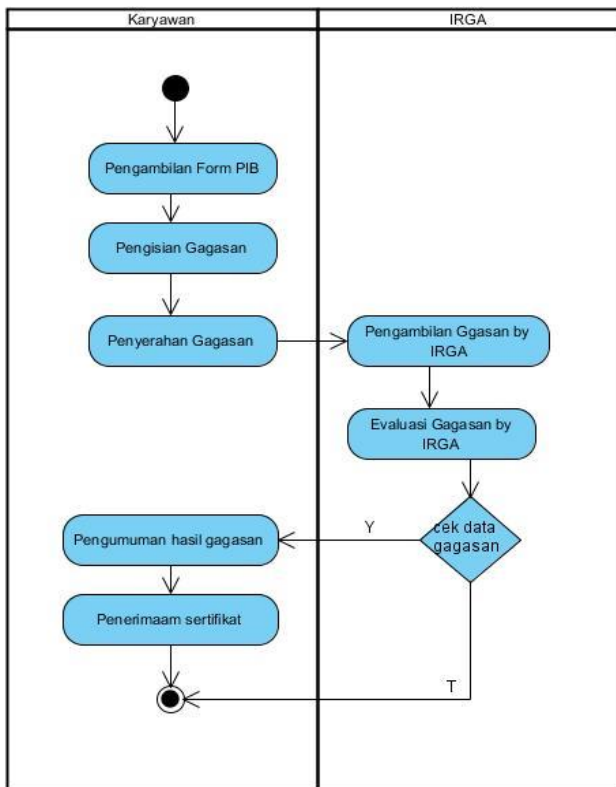 Karyawan
IRGA
Pengambilan Form PIB
Pengisian Gagasan
Penyerahan Gagasan
Pengambilan Ggasan by
IRGA
Evaluasi Gagasan by
IRGA
cek data
gagasan
Y
Pengumuman hasil gagasan
Penerimaam sertifikat
T